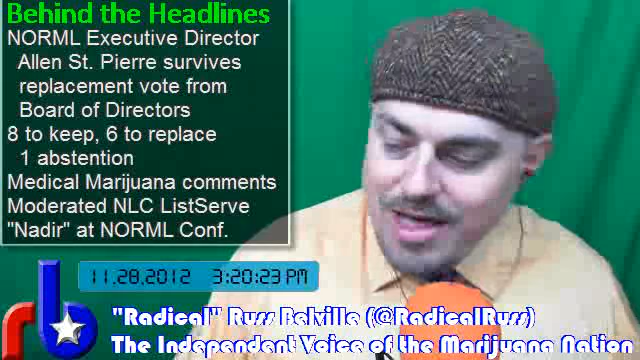 Behind the Headlines
NORML Executive Director
Allen St. Pierre survives
replacement vote from
Board of Directors
8 to keep, 6 to replace
1 abstention
Medical Marijuana comments
Moderated NLC ListServe
"Nadir" at NORML Conf.
rb
11.28.2012 3:20:23 PM
"Radical" Russ Belville (@RadicalRuss)
The Independent Voice of the Marijuana Nation